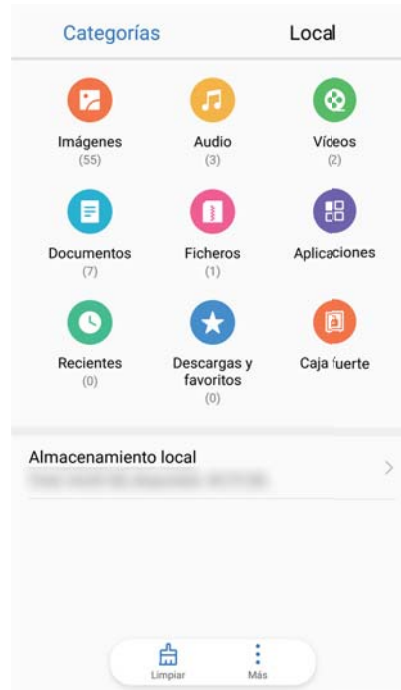 Categorías Local
Imágenes Audio Vídeos
(55) (3) (2)
Documentos Ficheros Aplicaciones
(7) (1)
Recientes Descargas y Caja fuerte
(0) favoritos
(0)
Almacenamiento local
Limpiar Más